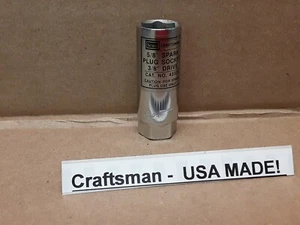 5/8 SPARK
PLUG SOCKET
3/8" DRIVE
CAT. NO.
Craftsman - USA MADE!